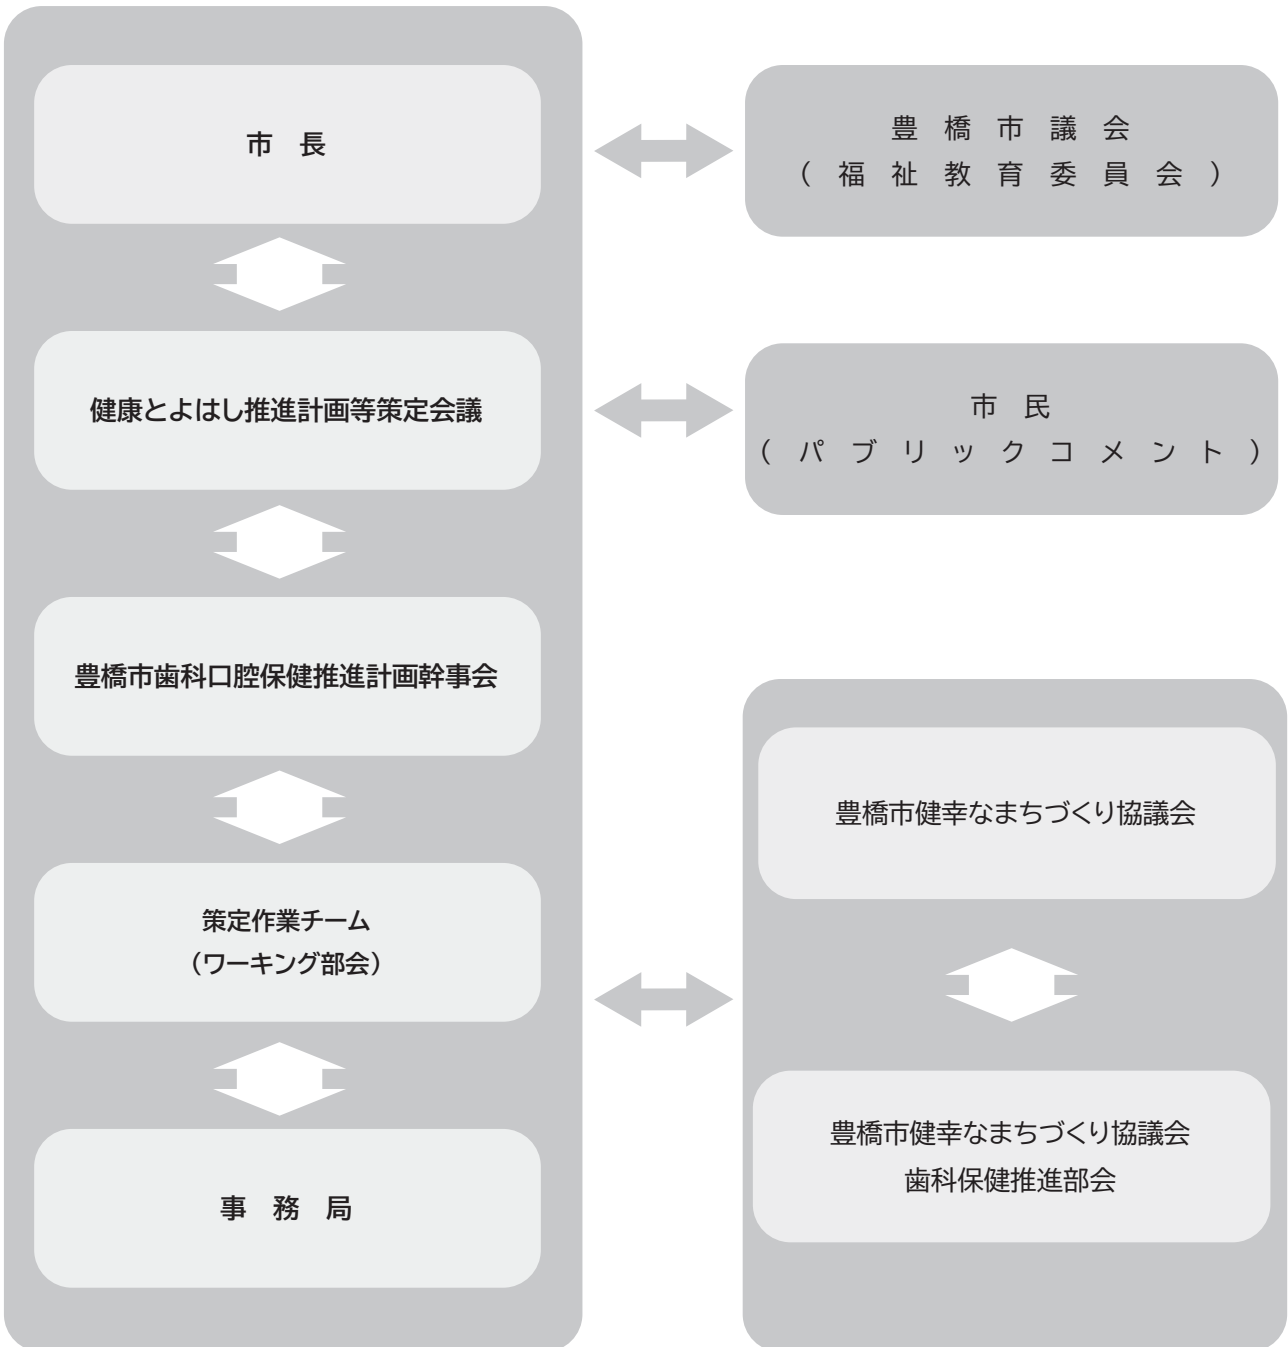 市　長
健康とよはし推進計画等策定会議
豊橋市歯科口腔保健推進計画幹事会
策定作業チーム
（ワーキング部会）
事　務　局
豊橋市議会
（福祉教育委員会）
市　民
（パブリックコメント）
豊橋市健幸なまちづくり協議会
豊橋市健幸なまちづくり協議会
歯科保健推進部会